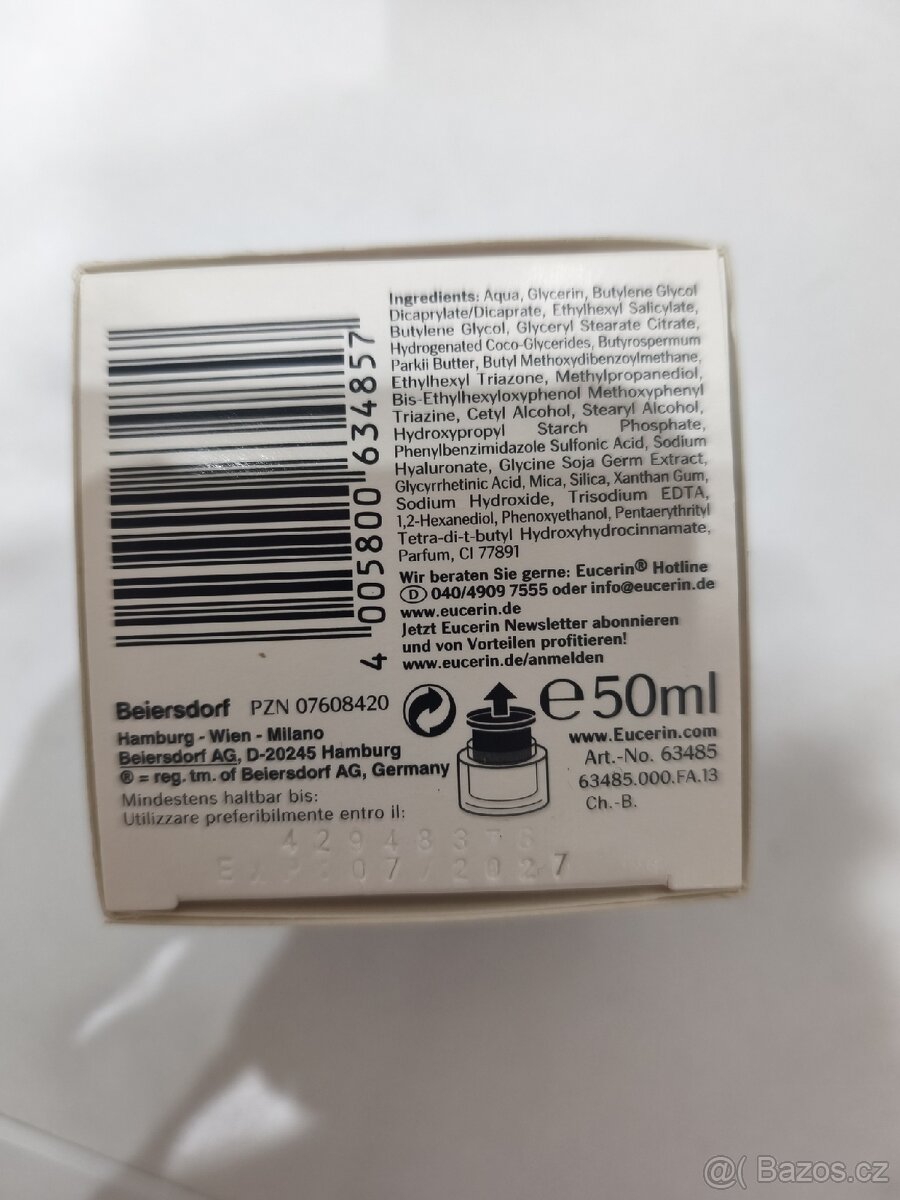 4 005800 634857
Ingredients: Aqua, Glycerin, Butylene Glycol
Dicaprylate/Dicaprate, Ethylhexyl Salicylate,
Butylene Glycol, Glyceryl Stearate Citrate,
Hydrogenated Coco-Glycerides, Butyrospermum
Parkii Butter, Butyl Methoxydibenzoylmethane,
Ethylhexyl Triazone, Methylpropanediol,
Bis-Ethylhexyloxyphenol Methoxyphenyl
Triazine, Cetyl Alcohol, Stearyl Alcohol,
Hydroxypropyl Starch Phosphate,
Phenylbenzimidazole Sulfonic Acid, Sodium
Hyaluronate, Glycine Soja Germ Extract,
Glycyrrhetinic Acid, Mica, Silica, Xanthan Gum,
Sodium Hydroxide, Trisodium EDTA,
1,2-Hexanediol, Phenoxyethanol, Pentaerythrityl
Tetra-di-t-butyl Hydroxyhydrocinnamate,
Parfum, CI 77891
Wir beraten Sie gerne: Eucerin® Hotline
D 040/4909 7555 oder info@eucerin.de
www.eucerin.de
Jetzt Eucerin Newsletter abonnieren
und von Vorteilen profitieren!
www.eucerin.de/anmelden
Beiersdorf PZN 07608420
Hamburg - Wien - Milano
Beiersdorf AG, D-20245 Hamburg
® = reg. tm. of Beiersdorf AG, Germany
Mindestens haltbar bis:
Utilizzare preferibilmente entro il:
42948376
EXP 07/2027
e 50ml
www.Eucerin.com
Art.-No. 63485
63485.000.FA.13
Ch.-B.
@( Bazos.cz